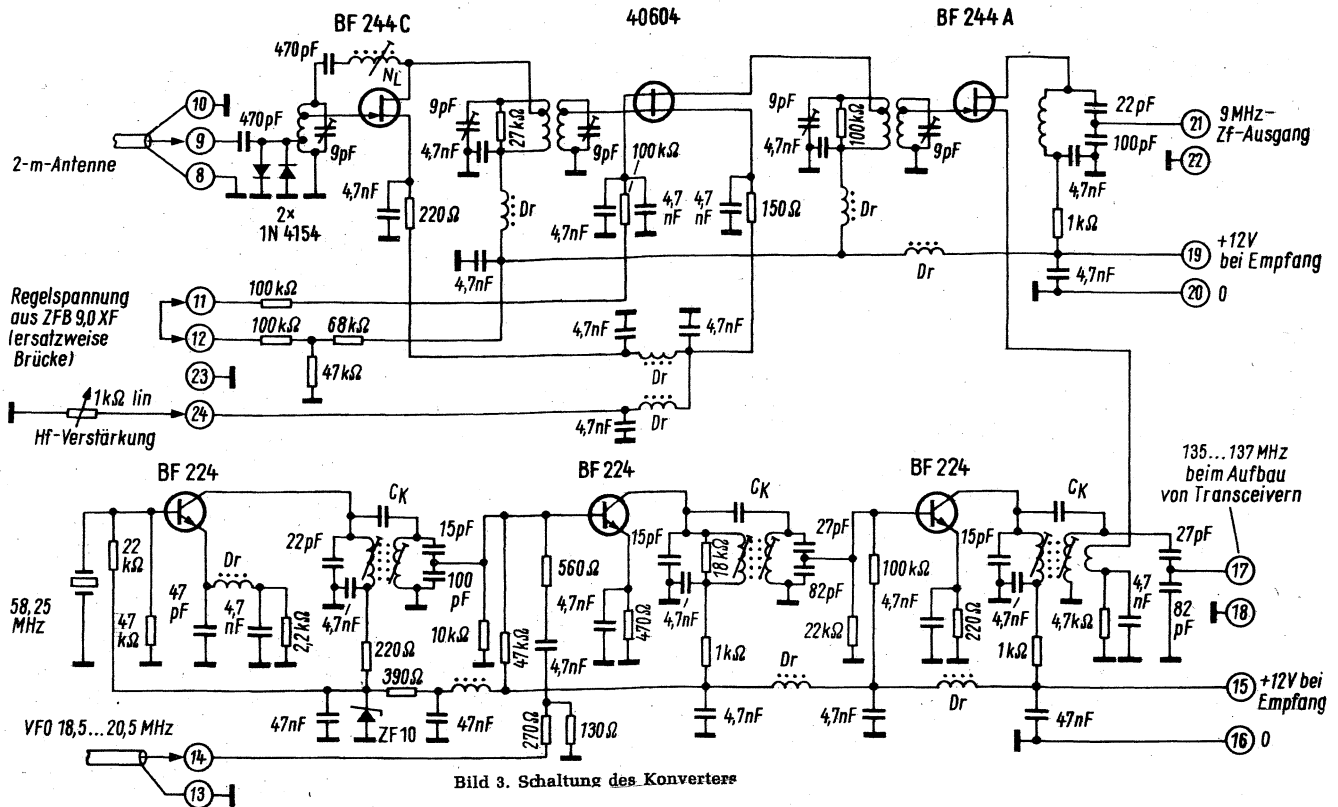 BF 244 C
40604
BF 244 A
470pF
N_L
10
9
8
470pF
2-m-Antenne
9pF
2×
1N 4154
9pF
27kΩ
4,7nF
9pF
100kΩ
9pF
100kΩ
4,7nF
9pF
22pF
100pF
4,7nF
21
9 MHz-
Zf-Ausgang
22
4,7nF
220Ω
Dr
4,7nF
4,7
nF
4,7
nF
150Ω
Dr
1kΩ
4,7nF
Dr
19
+12V
bei Empfang
4,7nF
20
0
Regelspannung
aus ZFB 9,0 XF
(ersatzweise
Brücke)
11
100kΩ
12
100kΩ
68kΩ
47kΩ
4,7nF
4,7nF
Dr
23
1kΩ lin
24
Hf-Verstärkung
4,7nF
Dr
BF 224
BF 224
BF 224
135...137 MHz
beim Aufbau
von Transceivern
58,25
MHz
22
kΩ
47
kΩ
47
pF
Dr
4,7
nF
2,2kΩ
22pF
C_K
15pF
100
pF
4,7nF
220Ω
390Ω
10kΩ
47kΩ
560Ω
4,7nF
4,7nF
470Ω
15pF
18kΩ
C_K
27pF
82pF
4,7nF
1kΩ
22kΩ
100kΩ
4,7nF
220Ω
15pF
C_K
4,7nF
4,7kΩ
1kΩ
4,7
nF
27pF
82
pF
17
18
Dr
Dr
15
+12V bei
Empfang
47nF
ZF10
47nF
270Ω
130Ω
4,7nF
4,7nF
47nF
16
0
VFO 18,5...20,5 MHz
14
13
Bild 3. Schaltung des Konverters